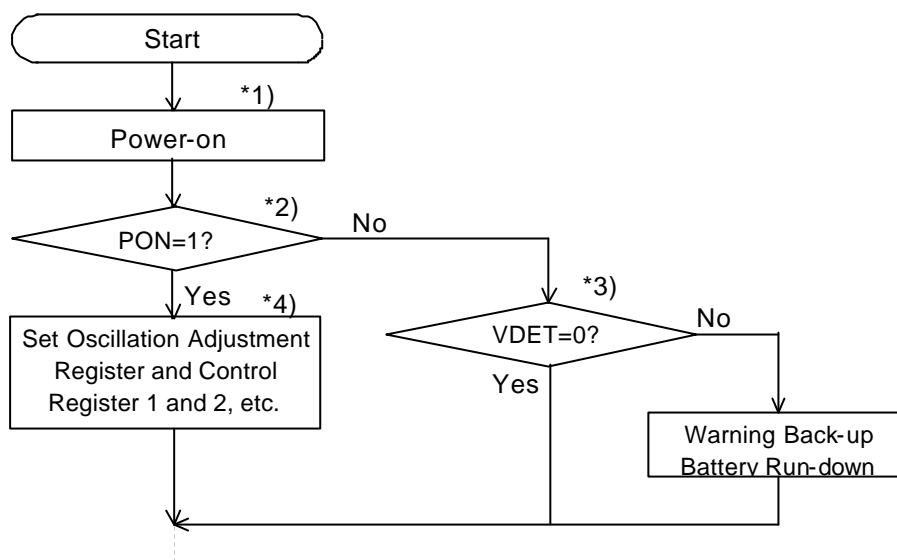 Start
*1)
Power-on
*2)
No
PON=1?
Yes
*3)
*4)
No
VDET=0?
Set Oscillation Adjustment
Register and Control
Register 1 and 2, etc.
Yes
Warning Back-up
Battery Run-down